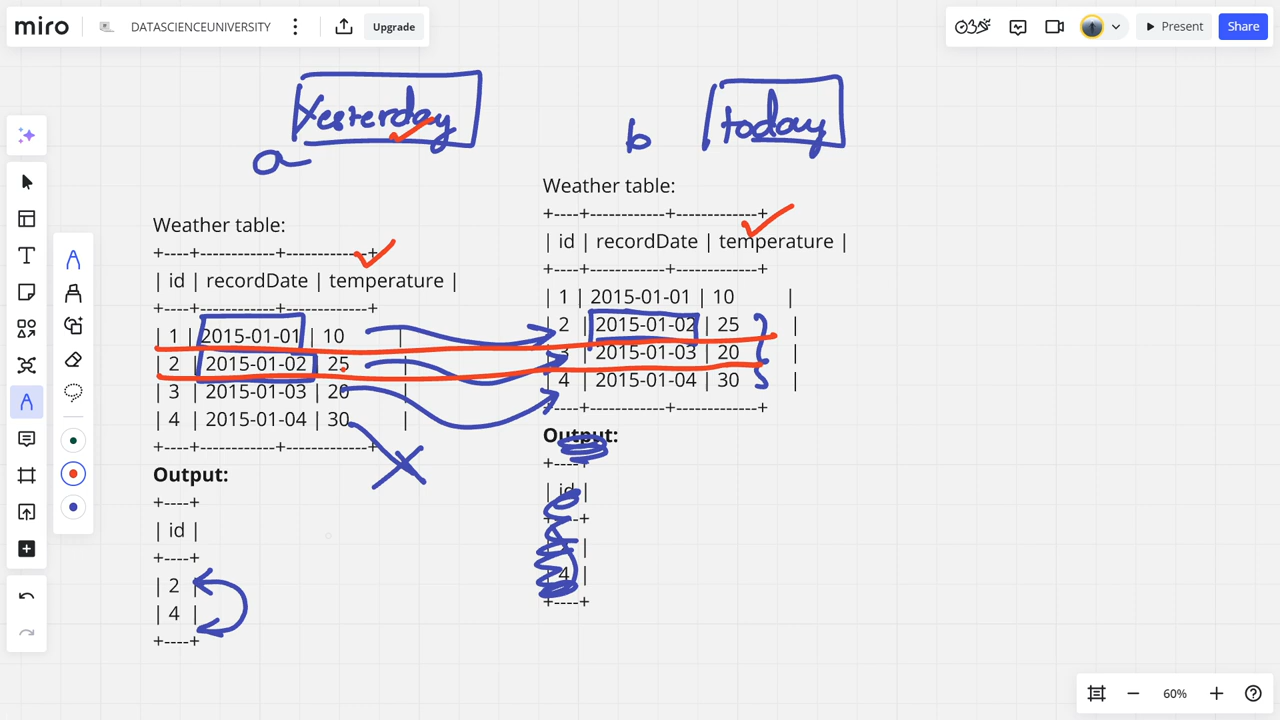 miro
DATASCIENCEUNIVERSITY
Upgrade
Present
Share
Yesterday
a
b
today
Weather table:
+----+------------+-------------+
| id | recordDate | temperature |
+----+------------+-------------+
| 1 | 2015-01-01 | 10 |
| 2 | 2015-01-02 | 25 |
| 3 | 2015-01-03 | 20 |
| 4 | 2015-01-04 | 30 |
+----+------------+-------------+
Output:
+----+
| id |
+----+
| 2 |
| 4 |
+----+
Weather table:
+----+------------+-------------+
| id | recordDate | temperature |
+----+------------+-------------+
| 1 | 2015-01-01 | 10 |
| 2 | 2015-01-02 | 25 |
| 3 | 2015-01-03 | 20 |
| 4 | 2015-01-04 | 30 |
+----+------------+-------------+
Output:
+----+
| id |
+----+
| 4 |
+----+
60%